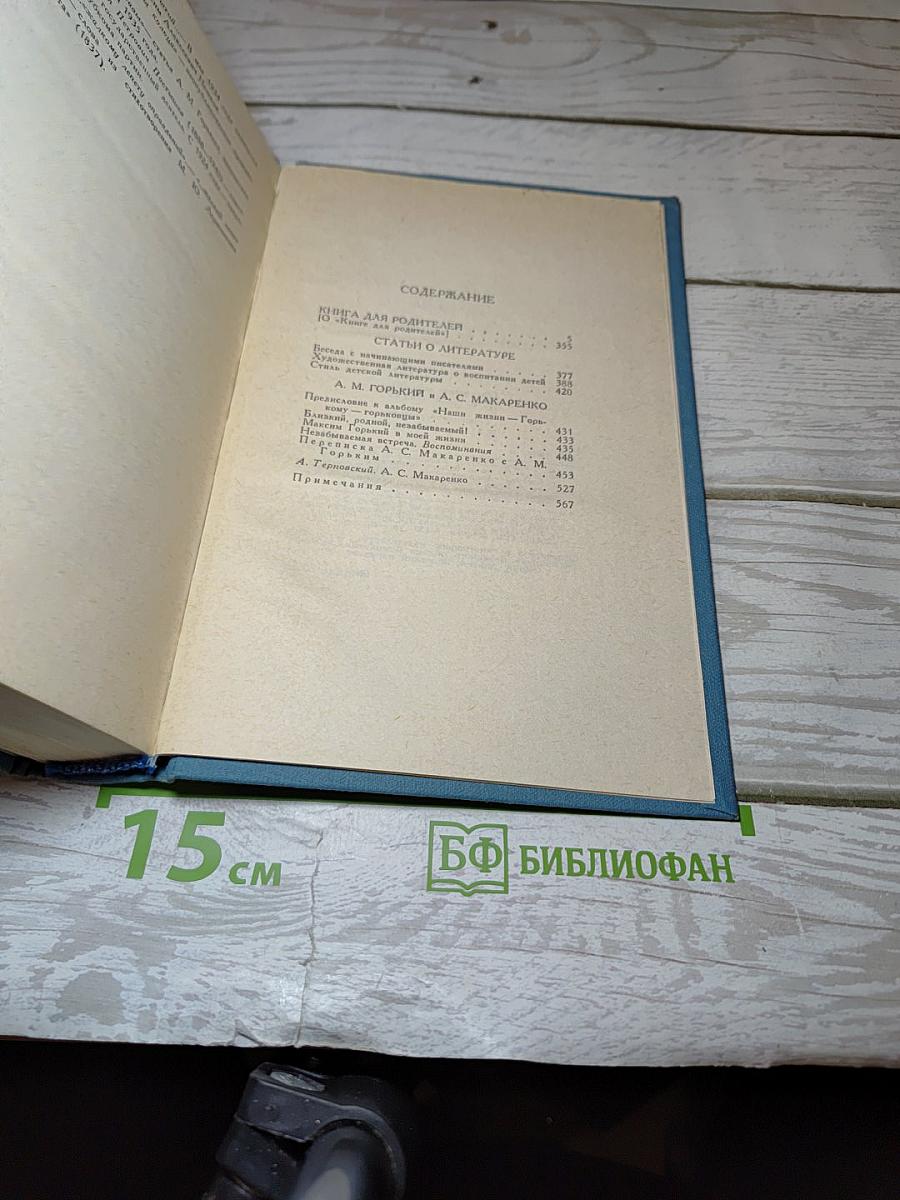 СОДЕРЖАНИЕ
КНИГА ДЛЯ РОДИТЕЛЕЙ . . . . . . . 5
[О «Книге для родителей»] . . . . . . . 355
СТАТЬИ О ЛИТЕРАТУРЕ
Беседа с начинающими писателями . . . . . 377
Художественная литература о воспитании детей 388
Стиль детской литературы . . . . . . . 420
А. М. ГОРЬКИЙ и А. С. МАКАРЕНКО
Предисловие к альбому «Наши жизни — Горь-
кому — горьковцы» . . . . . . . . 431
Близкий, родной, незабываемый! . . . . . . 433
Максим Горький в моей жизни . . . . . . 435
Незабываемая встреча. Воспоминания . . . . 448
Переписка А. С. Макаренко с А. М.
Горьким . . . . . . . . . . . 453
А. Терновский. А. С. Макаренко . . . . . . 527
Примечания . . . . . . . . . . . 567
15 см
БФ БИБЛИОФАН